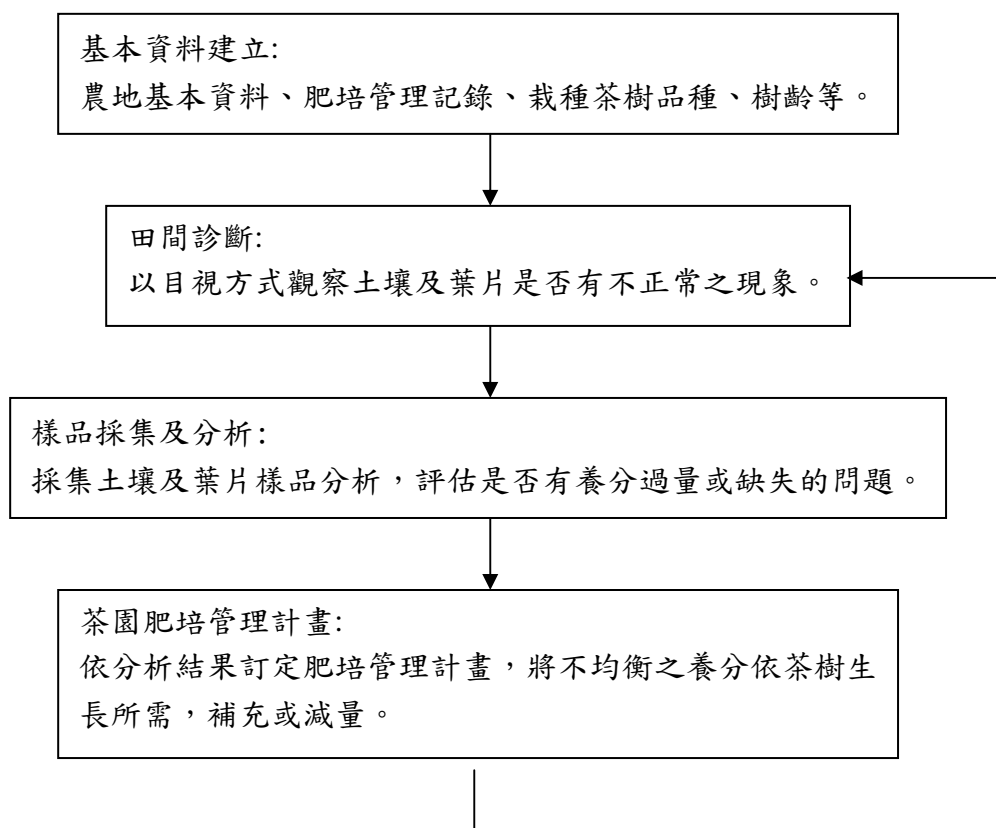 基本資料建立:
農地基本資料、肥培管理記錄、栽種茶樹品種、樹齡等。
田間診斷:
以目視方式觀察土壤及葉片是否有不正常之現象。
樣品採集及分析:
採集土壤及葉片樣品分析，評估是否有養分過量或缺失的問題。
茶園肥培管理計畫:
依分析結果訂定肥培管理計畫，將不均衡之養分依茶樹生
長所需，補充或減量。